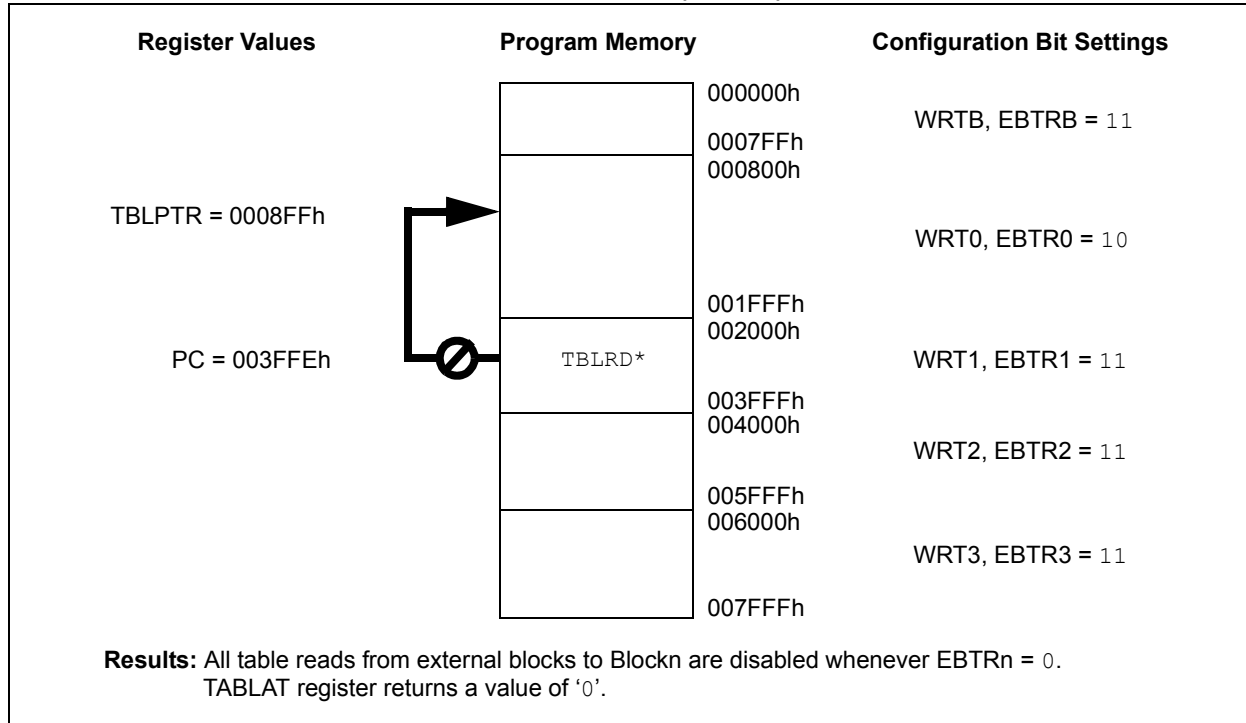 Register Values Program Memory Configuration Bit Settings
000000h
WRTB, EBTRB = 11
0007FFh
000800h
TBLPTR = 0008FFh
WRT0, EBTR0 = 10
001FFFh
002000h
PC = 003FFEh TBLRD* WRT1, EBTR1 = 11
003FFFh
004000h
WRT2, EBTR2 = 11
005FFFh
006000h
WRT3, EBTR3 = 11
007FFFh
Results: All table reads from external blocks to Blockn are disabled whenever EBTRn = 0.
TABLAT register returns a value of ‘0’.